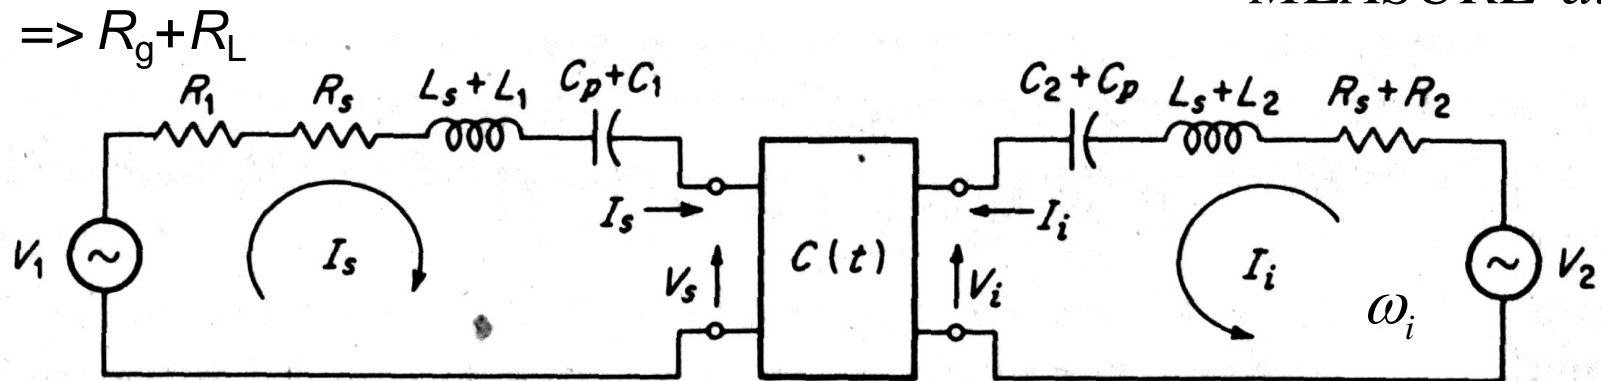 => Rg+RL
R1 Rs Ls+L1 Cp+C1 C2+Cp Ls+L2 Rs+R2
Is Ii
V1 Is Vs C(t) Vi Ii V2
ωi